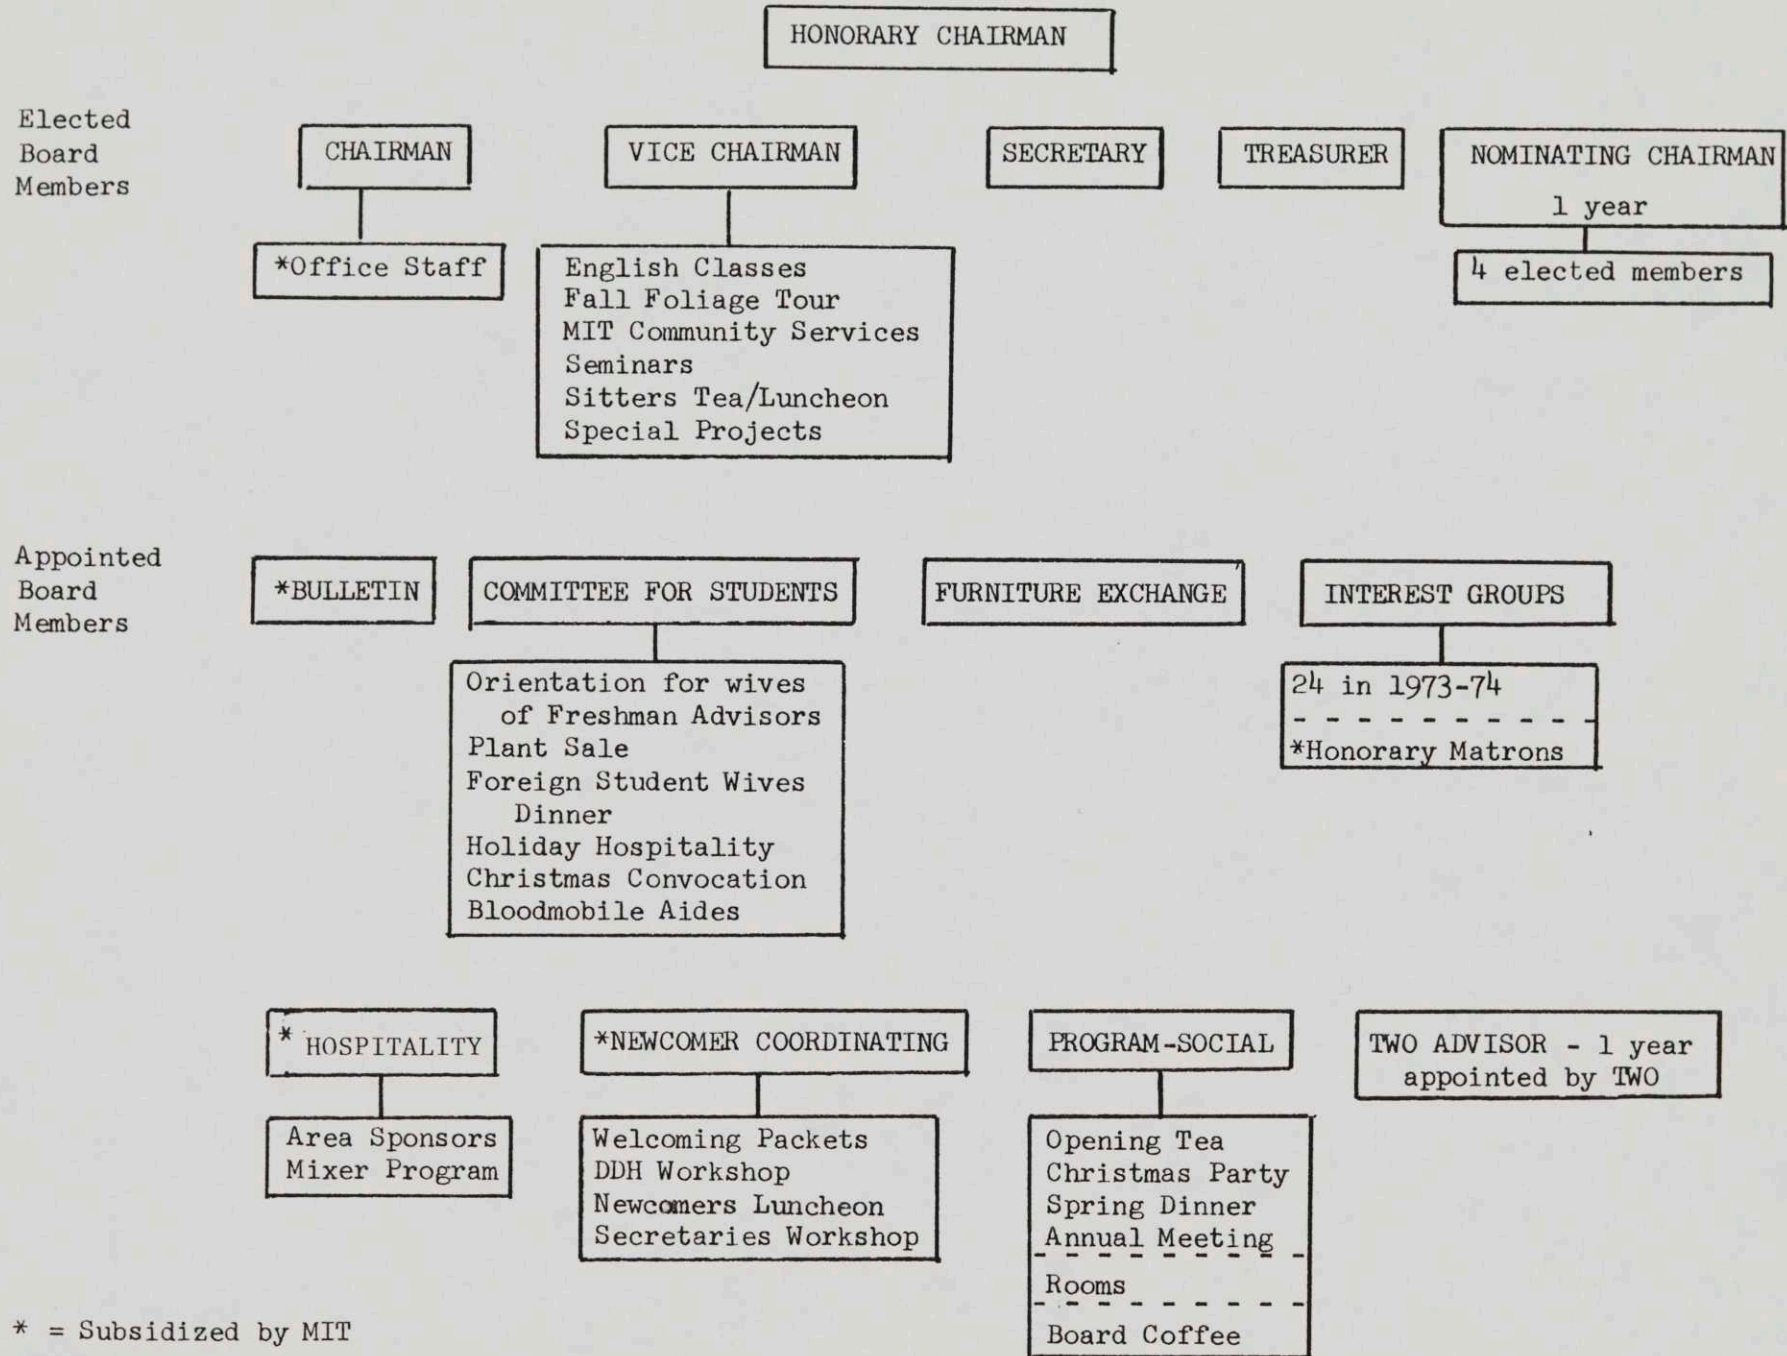 HONORARY CHAIRMAN
Elected
Board
Members
CHAIRMAN
*Office Staff
VICE CHAIRMAN
English Classes
Fall Foliage Tour
MIT Community Services
Seminars
Sitters Tea/Luncheon
Special Projects
SECRETARY
TREASURER
NOMINATING CHAIRMAN
1 year
4 elected members
Appointed
Board
Members
*BULLETIN
COMMITTEE FOR STUDENTS
Orientation for wives
of Freshman Advisors
Plant Sale
Foreign Student Wives
Dinner
Holiday Hospitality
Christmas Convocation
Bloodmobile Aides
FURNITURE EXCHANGE
INTEREST GROUPS
24 in 1973-74
*Honorary Matrons
* HOSPITALITY
Area Sponsors
Mixer Program
*NEWCOMER COORDINATING
Welcoming Packets
DDH Workshop
Newcomers Luncheon
Secretaries Workshop
PROGRAM-SOCIAL
Opening Tea
Christmas Party
Spring Dinner
Annual Meeting
Rooms
Board Coffee
TWO ADVISOR - 1 year
appointed by TWO
* = Subsidized by MIT